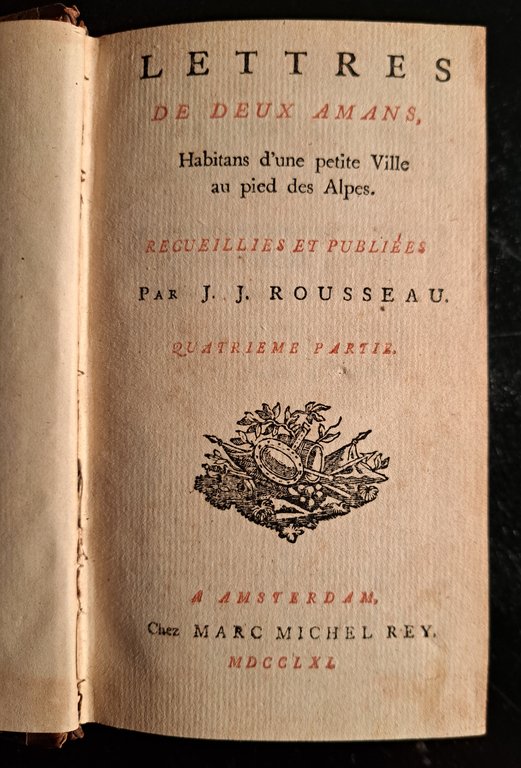 LETTRES
DE DEUX AMANS,
Habitans d'une petite Ville
au pied des Alpes.
RECUEILLIES ET PUBLIÉES
PAR J. J. ROUSSEAU.
QUATRIEME PARTIE.
A AMSTERDAM,
Chez MARC MICHEL REY.
MDCCLXI.